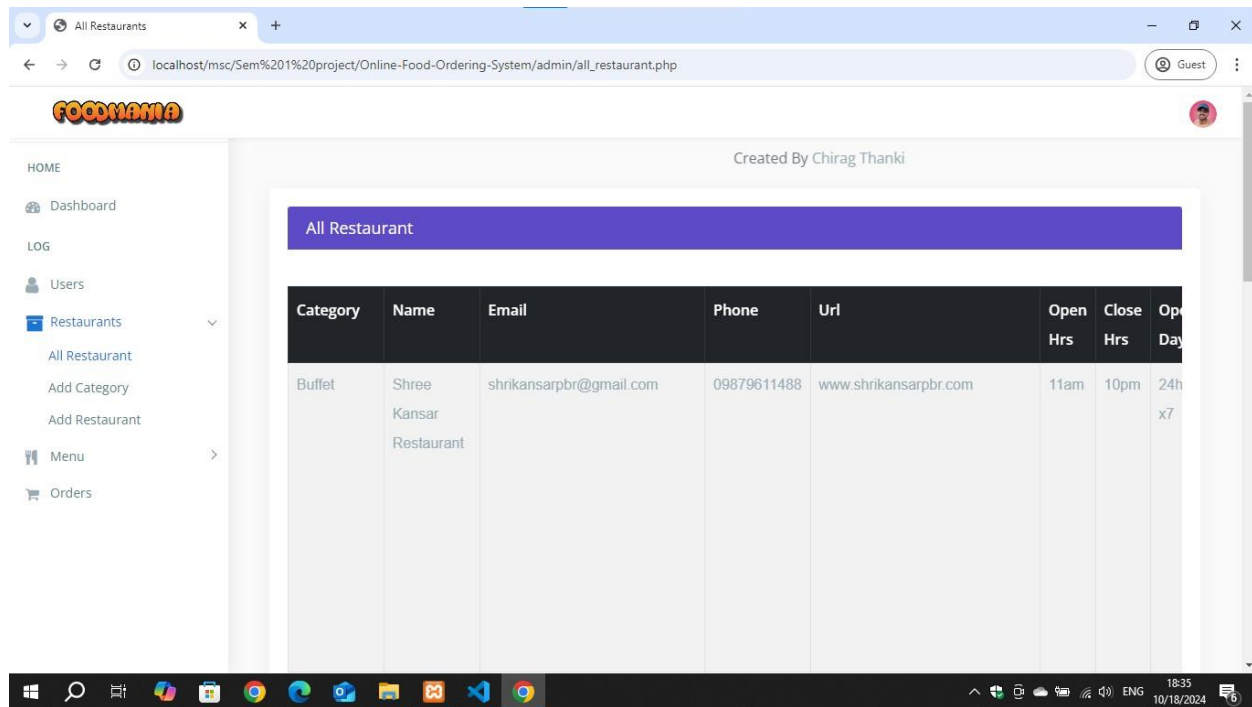 All Restaurants
localhost/msc/Sem%201%20project/Online-Food-Ordering-System/admin/all_restaurant.php
Guest
FOODMANIA
Created By Chirag Thanki
HOME
Dashboard
LOG
Users
Restaurants
All Restaurant
Add Category
Add Restaurant
Menu
Orders
All Restaurant
Category Name Email Phone Url Open Hrs Close Hrs
Buffet Shree Kansar Restaurant shrikansarpbr@gmail.com 09879611488 www.shrikansarpbr.com 11am 10pm 24h x7
ENG
18:35
10/18/2024
6